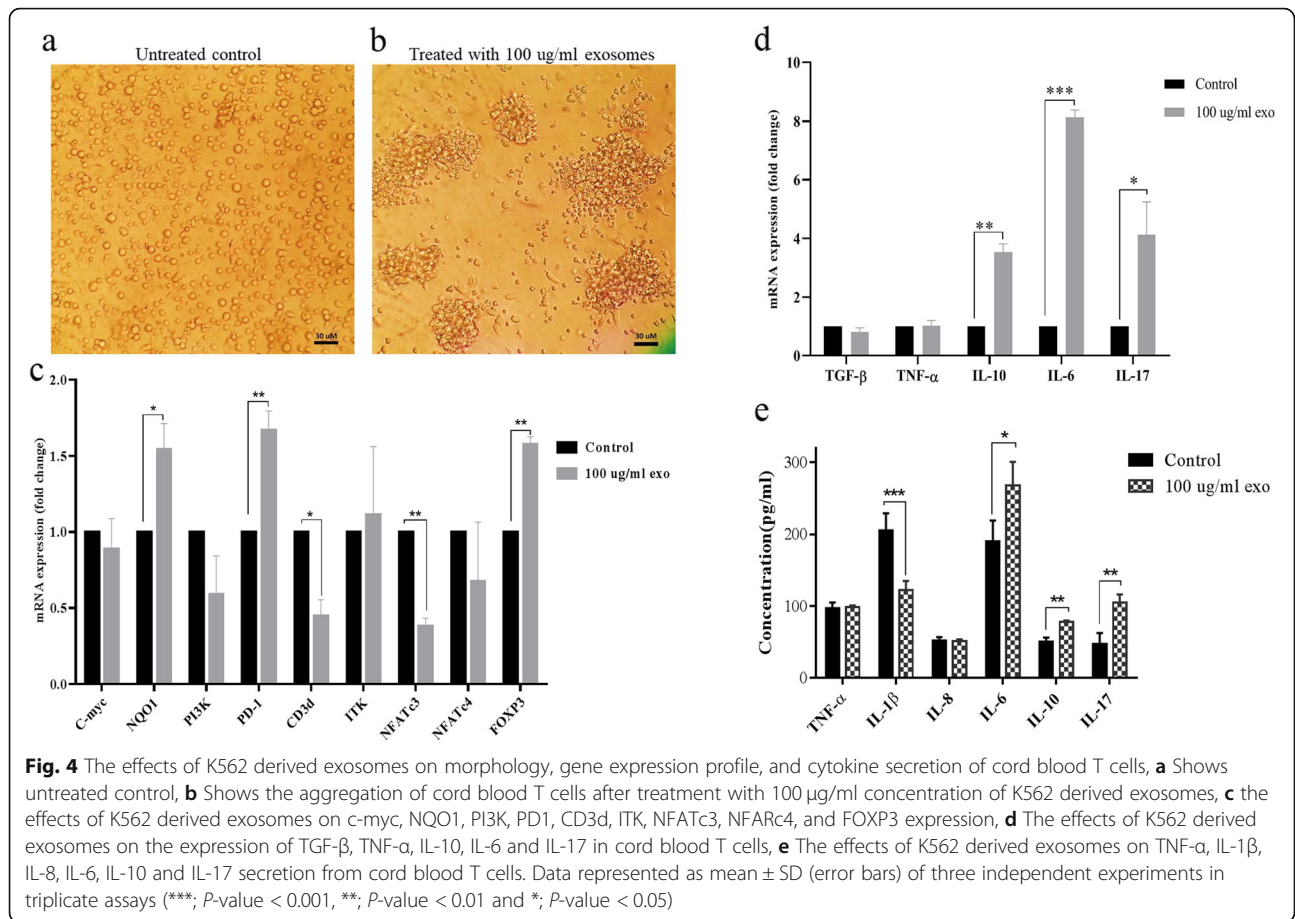 a
Untreated control
30 uM
b
Treated with 100 ug/ml exosomes
30 uM
c
mRNA expression (fold change)
2.0
1.5
1.0
0.5
0.0
*
**
*
**
**
Control
100 ug/ml exo
C-myc
NQO1
PI3K
PD-1
CD3d
ITK
NFATc3
NFATc4
FOXP3
d
mRNA expression (fold change)
10
8
6
4
2
0
**
***
*
Control
100 ug/ml exo
TGF-β
TNF-α
IL-10
IL-6
IL-17
e
Concentration(pg/ml)
300
200
100
0
***
*
**
**
Control
100 ug/ml exo
TNF-α
IL-1β
IL-8
IL-6
IL-10
IL-17
Fig. 4 The effects of K562 derived exosomes on morphology, gene expression profile, and cytokine secretion of cord blood T cells, a Shows
untreated control, b Shows the aggregation of cord blood T cells after treatment with 100 μg/ml concentration of K562 derived exosomes, c the
effects of K562 derived exosomes on c-myc, NQO1, PI3K, PD1, CD3d, ITK, NFATc3, NFARc4, and FOXP3 expression, d The effects of K562 derived
exosomes on the expression of TGF-β, TNF-α, IL-10, IL-6 and IL-17 in cord blood T cells, e The effects of K562 derived exosomes on TNF-α, IL-1β,
IL-8, IL-6, IL-10 and IL-17 secretion from cord blood T cells. Data represented as mean ± SD (error bars) of three independent experiments in
triplicate assays (***; P-value < 0.001, **; P-value < 0.01 and *; P-value < 0.05)